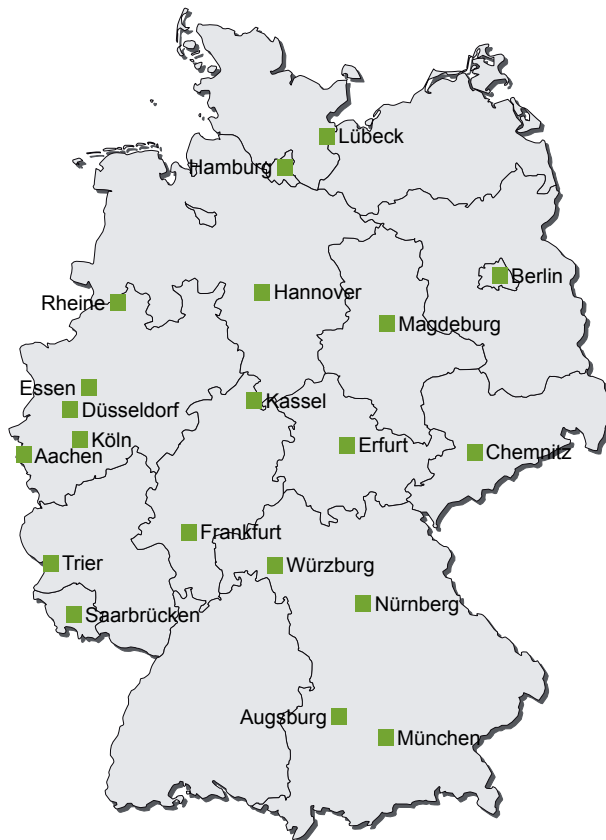 Lübeck
Hamburg
Berlin
Hannover
Rheine
Magdeburg
Essen
Kassel
Düsseldorf
Köln
Erfurt
Chemnitz
Aachen
Frankfurt
Trier
Würzburg
Nürnberg
Saarbrücken
Augsburg
München